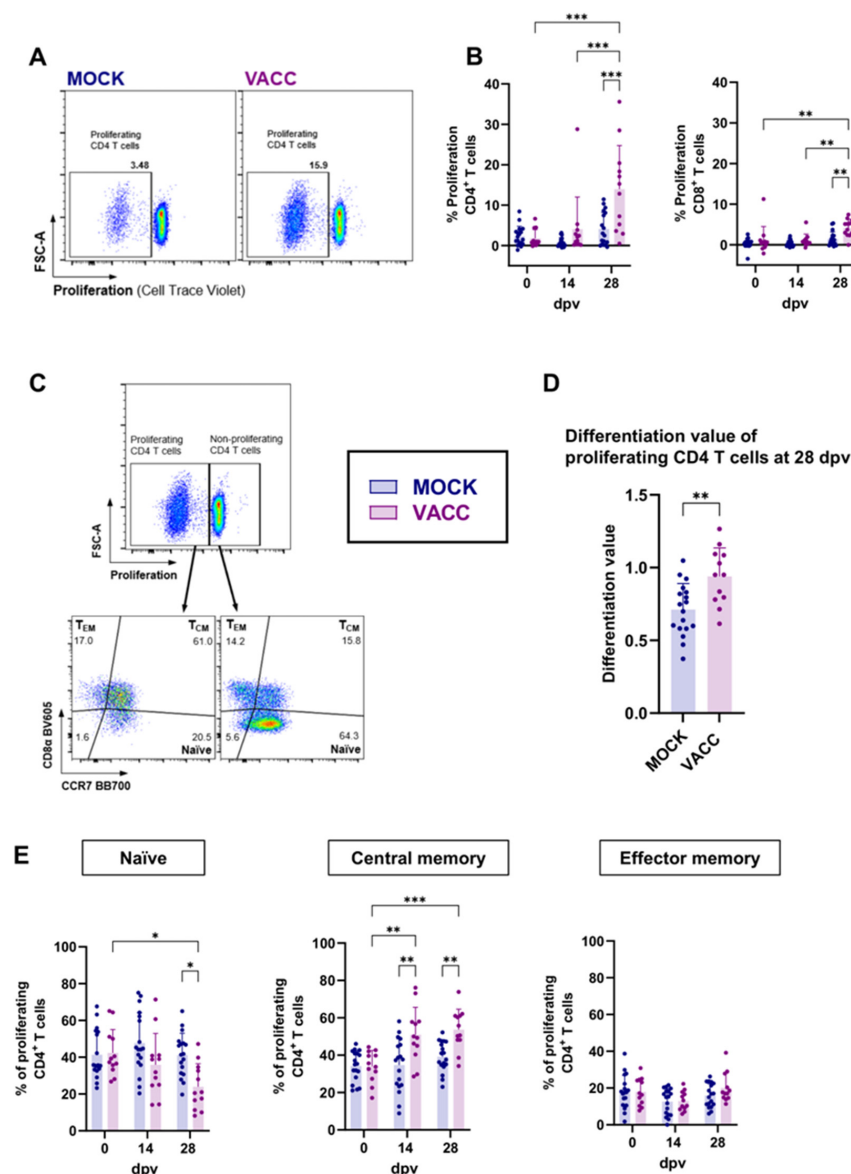 A
MOCK
VACC
Proliferating
CD4 T cells
3.48
Proliferating
CD4 T cells
15.9
FSC-A
Proliferation (Cell Trace Violet)
B
***
***
***
% Proliferation
CD4⁺ T cells
40
30
20
10
0
0 14 28
dpv
**
**
**
% Proliferation
CD8⁺ T cells
40
30
20
10
0
0 14 28
dpv
C
Proliferating
CD4 T cells
Non-proliferating
CD4 T cells
FSC-A
Proliferation
TEM
17.0
TCM
61.0
1.6
20.5
Naïve
TEM
14.2
TCM
15.8
5.6
64.3
Naïve
CD8α BV605
CCR7 BB700
MOCK
VACC
D
Differentiation value of
proliferating CD4 T cells at 28 dpv
**
Differentiation value
1.5
1.0
0.5
0.0
MOCK
VACC
E
Naïve
*
*
% of proliferating
CD4⁺ T cells
100
80
60
40
20
0
0 14 28
dpv
Central memory
***
**
** **
% of proliferating
CD4⁺ T cells
100
80
60
40
20
0
0 14 28
dpv
Effector memory
% of proliferating
CD4⁺ T cells
100
80
60
40
20
0
0 14 28
dpv